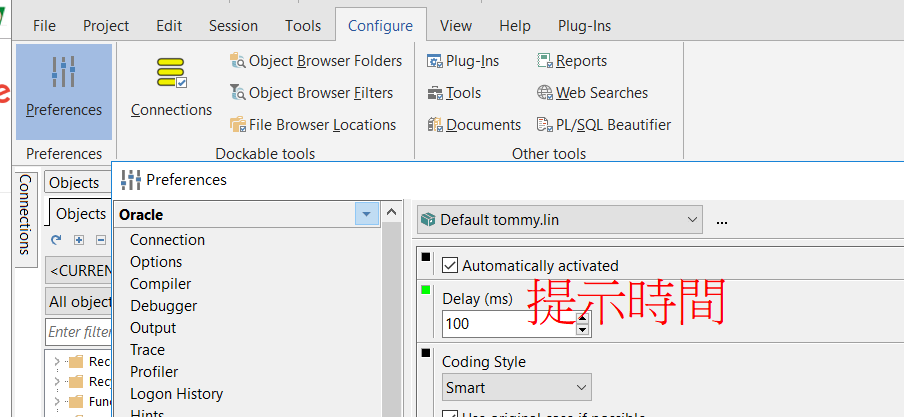 File Project Edit Session Tools Configure View Help Plug-Ins
Preferences
Connections
Object Browser Folders
Object Browser Filters
File Browser Locations
Plug-Ins
Tools
Documents
Reports
Web Searches
PL/SQL Beautifier
Preferences
Dockable tools
Other tools
Connections
Objects
Objects
<CURREN
All object
Enter filter
Rec
Recy
Func
Preferences
Oracle
Connection
Options
Compiler
Debugger
Output
Trace
Profiler
Logon History
Hints
Default tommy.lin
...
Automatically activated
Delay (ms)
提示時間
100
Coding Style
Smart
Use original case if possible